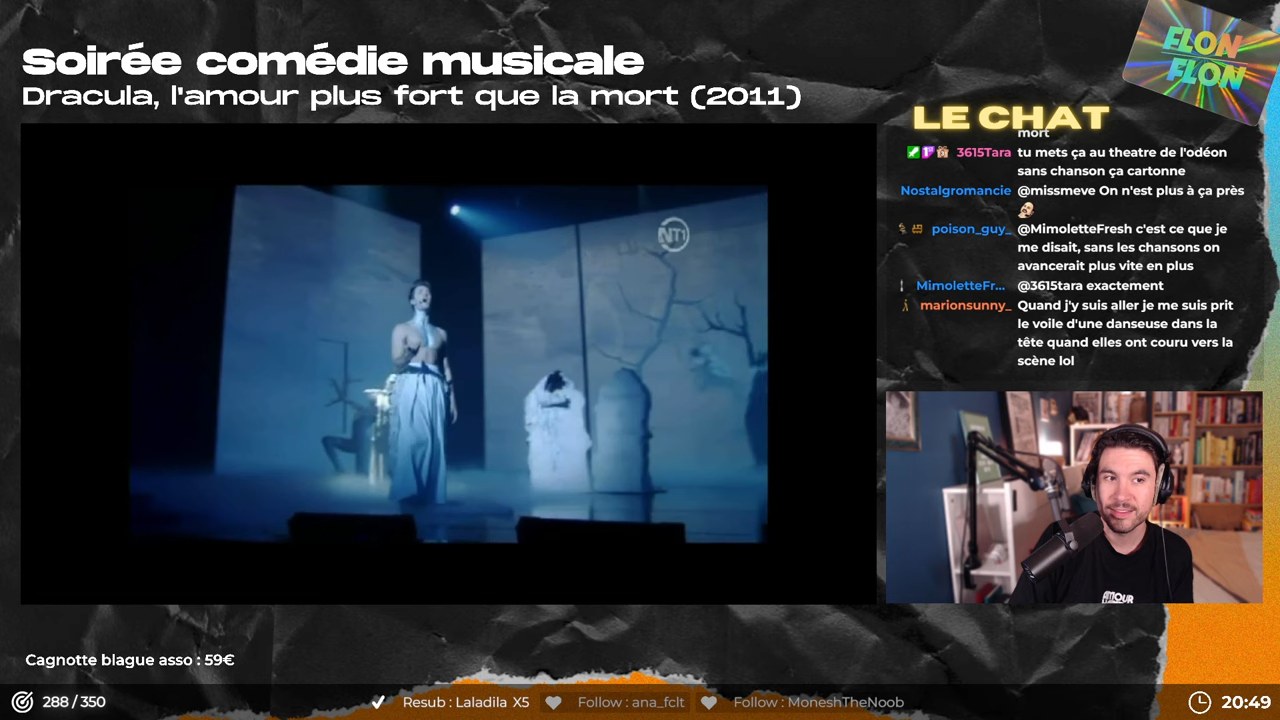 Soirée comédie musicale
Dracula, l'amour plus fort que la mort (2011)
FLON
FLON
LE CHAT
mort
3615Tara tu mets ça au theatre de l'odéon
sans chanson ça cartonne
Nostalgromancie @missmeve On n'est plus à ça près
poison_guy_ @MimoletteFresh c'est ce que je
me disait, sans les chansons on
avancerait plus vite en plus
MimoletteFr... @3615tara exactement
marionsunny_ Quand j'y suis aller je me suis prit
le voile d'une danseuse dans la
tête quand elles ont couru vers la
scène lol
NT1
AMOUR
Cagnotte blague asso : 59€
288 / 350
Resub : Laladila X5
Follow : ana_fclt
Follow : MoneshTheNoob
20:49